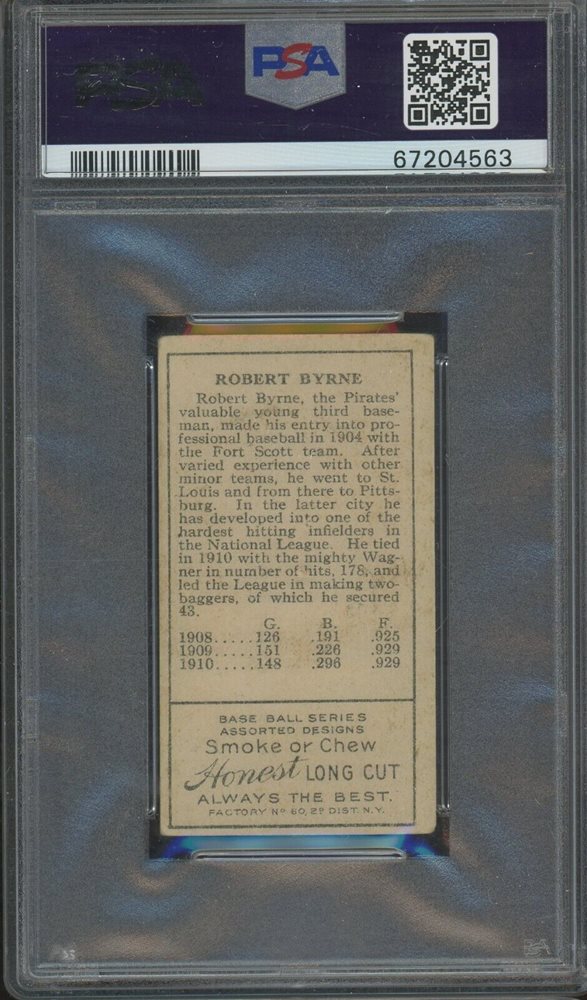 PSA
PSA
67204563
ROBERT BYRNE
Robert Byrne, the Pirates'
valuable young third base-
man, made his entry into pro-
fessional baseball in 1904 with
the Fort Scott team. After
varied experience with other
minor teams, he went to St.
Louis and from there to Pitts-
burg. In the latter city he
has developed into one of the
hardest hitting infielders in
the National League. He tied
in 1910 with the mighty Wag-
ner in number of hits, 178, and
led the League in making two-
baggers, of which he secured
43.
G. B. F.
1908.....126 .191 .925
1909.....151 .226 .929
1910.....148 .296 .929
BASE BALL SERIES
ASSORTED DESIGNS
Smoke or Chew
Honest LONG CUT
ALWAYS THE BEST.
FACTORY No 60, 2D DIST. N.Y.
PSA